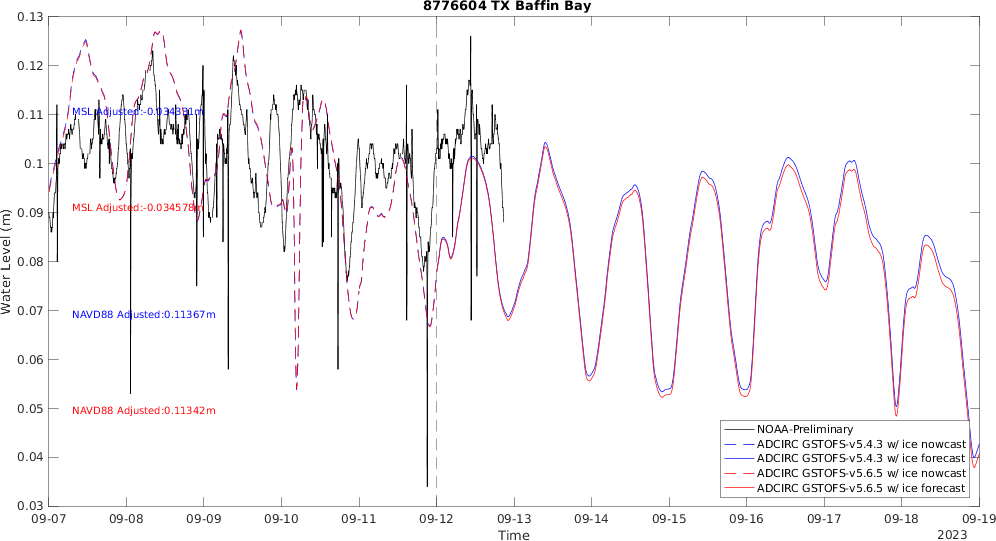 8776604 TX Baffin Bay
0.13
0.12
0.11
0.1
0.09
0.08
0.07
0.06
0.05
0.04
0.03
Water Level (m)
MSL Adjusted:-0.034391m
MSL Adjusted:-0.034578m
NAVD88 Adjusted:0.11367m
NAVD88 Adjusted:0.11342m
NOAA-Preliminary
ADCIRC GSTOFS-v5.4.3 w/ ice nowcast
ADCIRC GSTOFS-v5.4.3 w/ ice forecast
ADCIRC GSTOFS-v5.6.5 w/ ice nowcast
ADCIRC GSTOFS-v5.6.5 w/ ice forecast
09-07 09-08 09-09 09-10 09-11 09-12 09-13 09-14 09-15 09-16 09-17 09-18 09-19
Time
2023